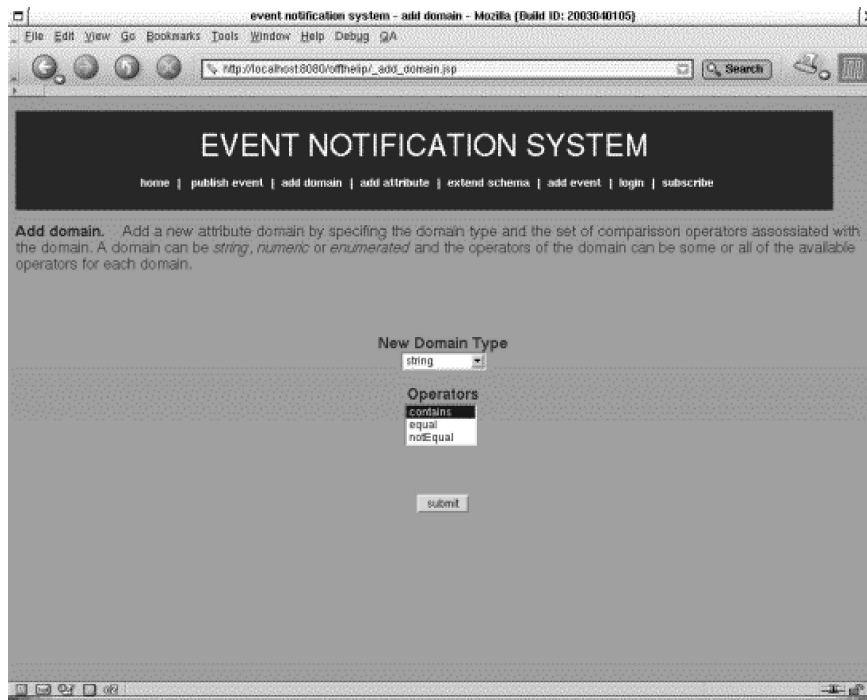 event notification system - add domain - Mozilla {Build ID: 2003040105}
File Edit View Go Bookmarks Tools Window Help Debug QA
http://localhost:8080/offtheiip/_add_domain.jsp Search
EVENT NOTIFICATION SYSTEM
home | publish event | add domain | add attribute | extend schema | add event | login | subscribe
Add domain. Add a new attribute domain by specifing the domain type and the set of comparisson operators assossiated with
the domain. A domain can be string, numeric or enumerated and the operators of the domain can be some or all of the available
operators for each domain.
New Domain Type
string
Operators
contains
equal
notEqual
submit